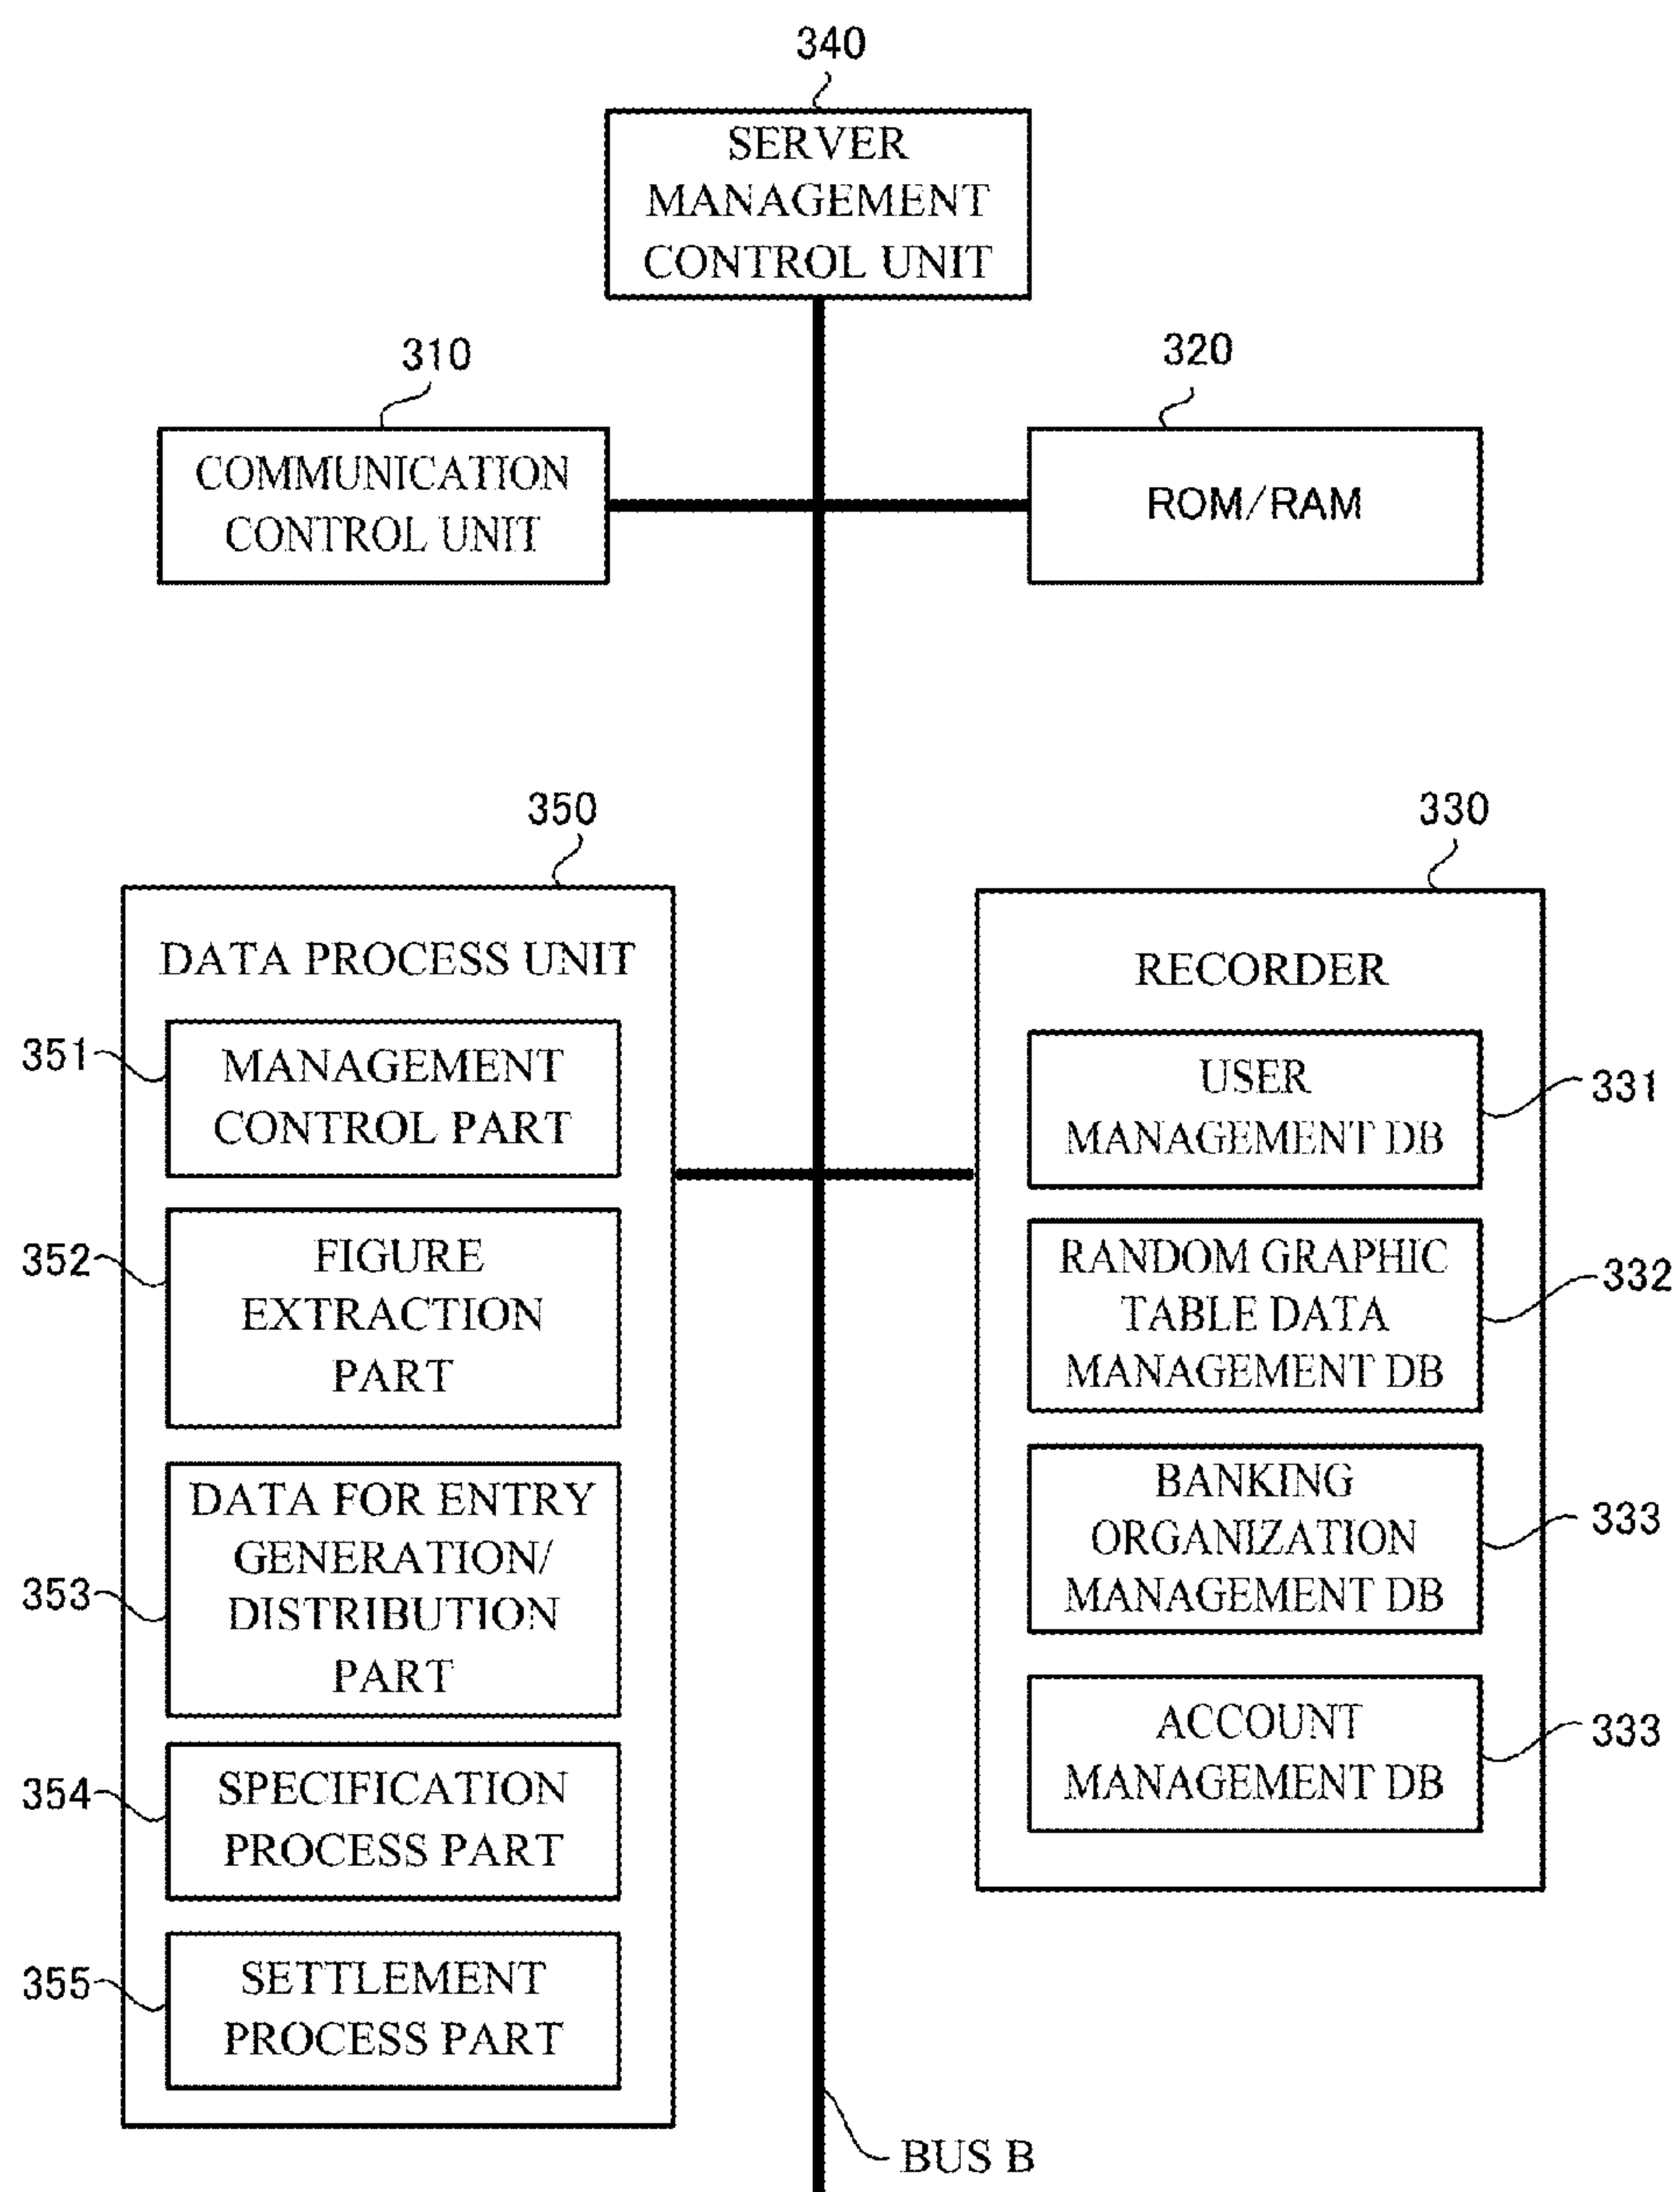 340
SERVER
MANAGEMENT
CONTROL UNIT
310
COMMUNICATION
CONTROL UNIT
320
ROM/RAM
350
DATA PROCESS UNIT
351
MANAGEMENT
CONTROL PART
352
FIGURE
EXTRACTION
PART
353
DATA FOR ENTRY
GENERATION/
DISTRIBUTION
PART
354
SPECIFICATION
PROCESS PART
355
SETTLEMENT
PROCESS PART
330
RECORDER
USER
MANAGEMENT DB
331
RANDOM GRAPHIC
TABLE DATA
MANAGEMENT DB
332
BANKING
ORGANIZATION
MANAGEMENT DB
333
ACCOUNT
MANAGEMENT DB
333
BUS B